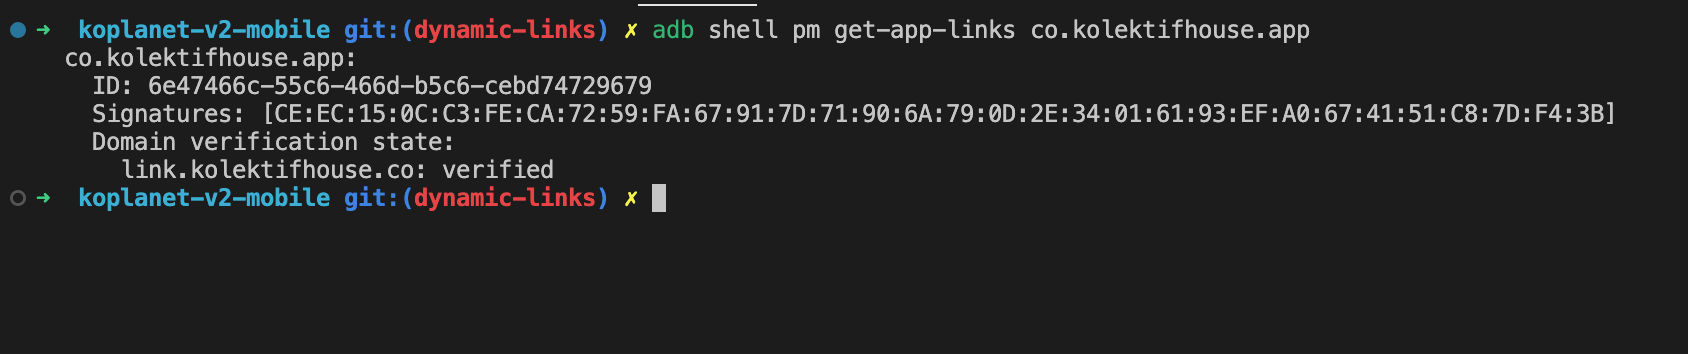 ➜ koplanet-v2-mobile git:(dynamic-links) ✗ adb shell pm get-app-links co.kolektifhouse.app
co.kolektifhouse.app:
ID: 6e47466c-55c6-466d-b5c6-cebd74729679
Signatures: [CE:EC:15:0C:C3:FE:CA:72:59:FA:67:91:7D:71:90:6A:79:0D:2E:34:01:61:93:EF:A0:67:41:51:C8:7D:F4:3B]
Domain verification state:
link.kolektifhouse.co: verified
➜ koplanet-v2-mobile git:(dynamic-links) ✗